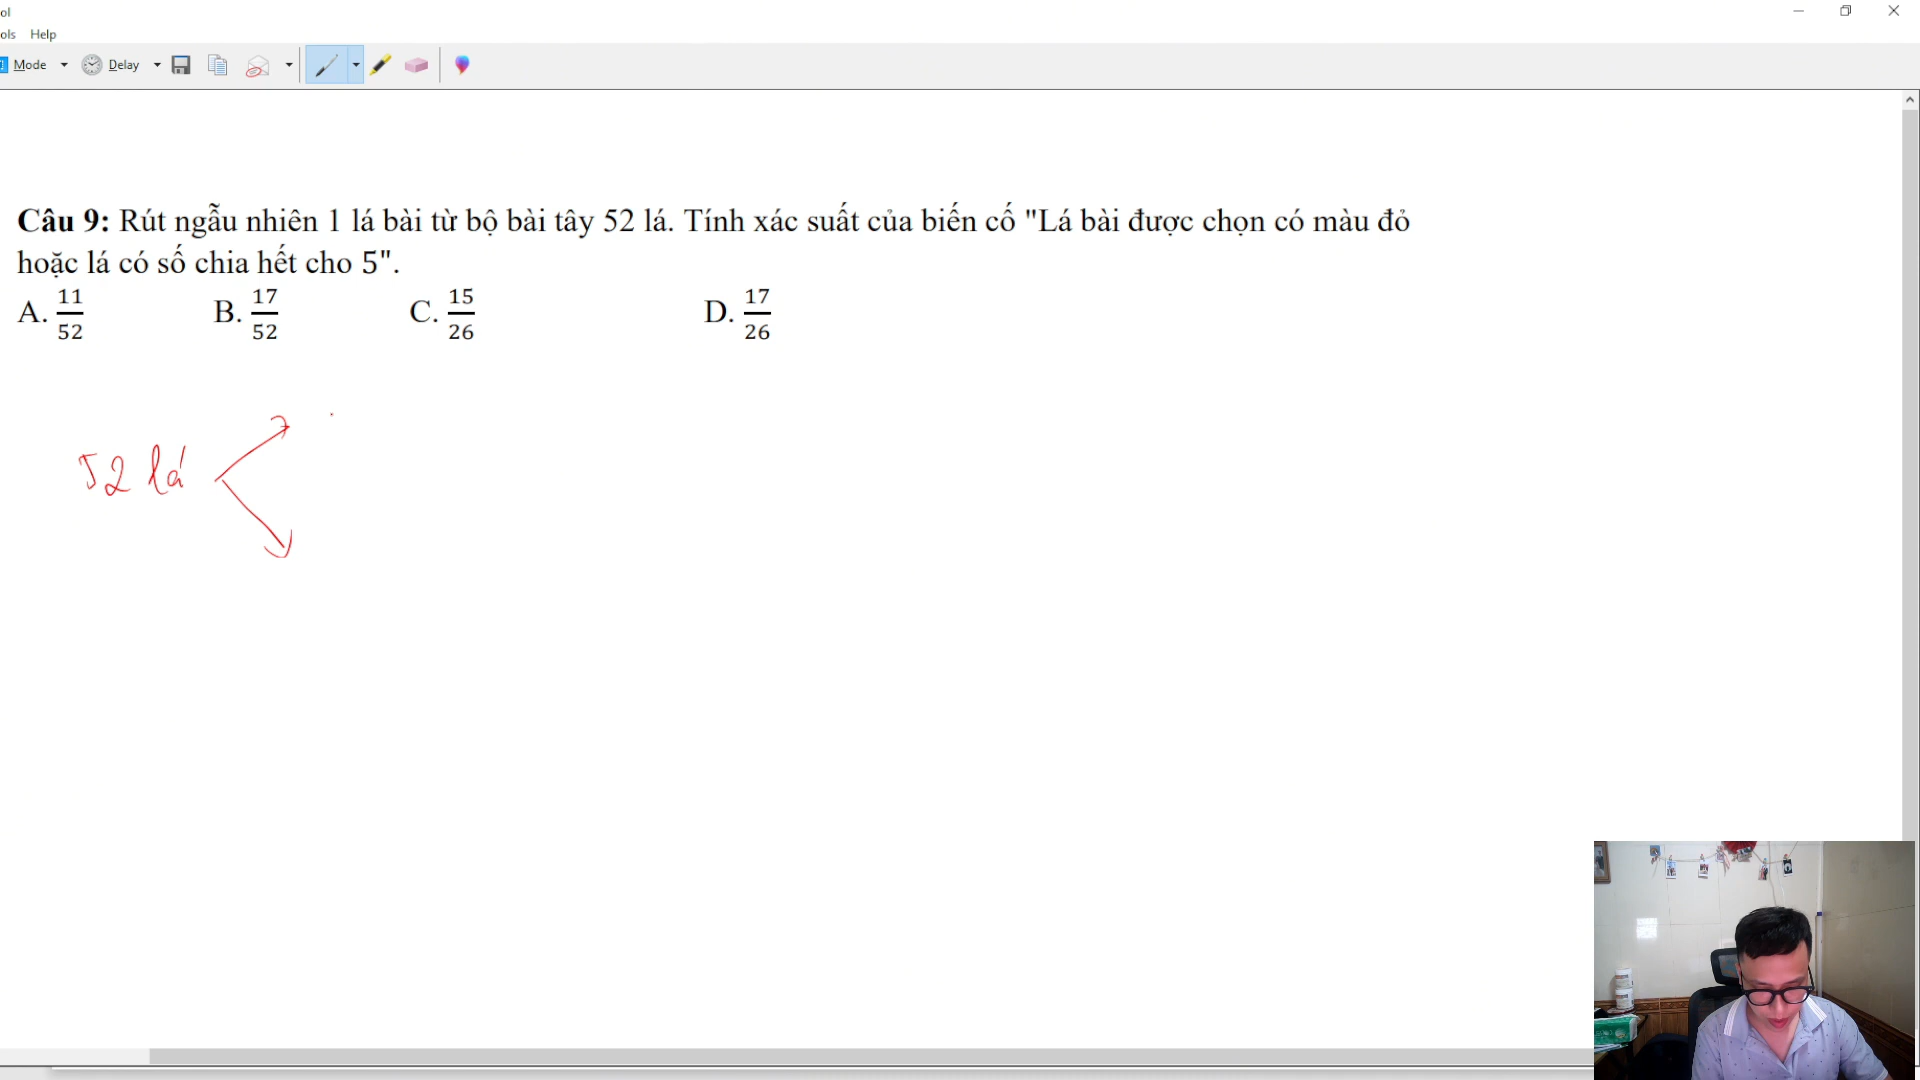 ol
ols Help
Mode Delay
Câu 9: Rút ngẫu nhiên 1 lá bài từ bộ bài tây 52 lá. Tính xác suất của biến cố "Lá bài được chọn có màu đỏ
hoặc lá có số chia hết cho 5".
A. 11/52 B. 17/52 C. 15/26 D. 17/26
52 lá